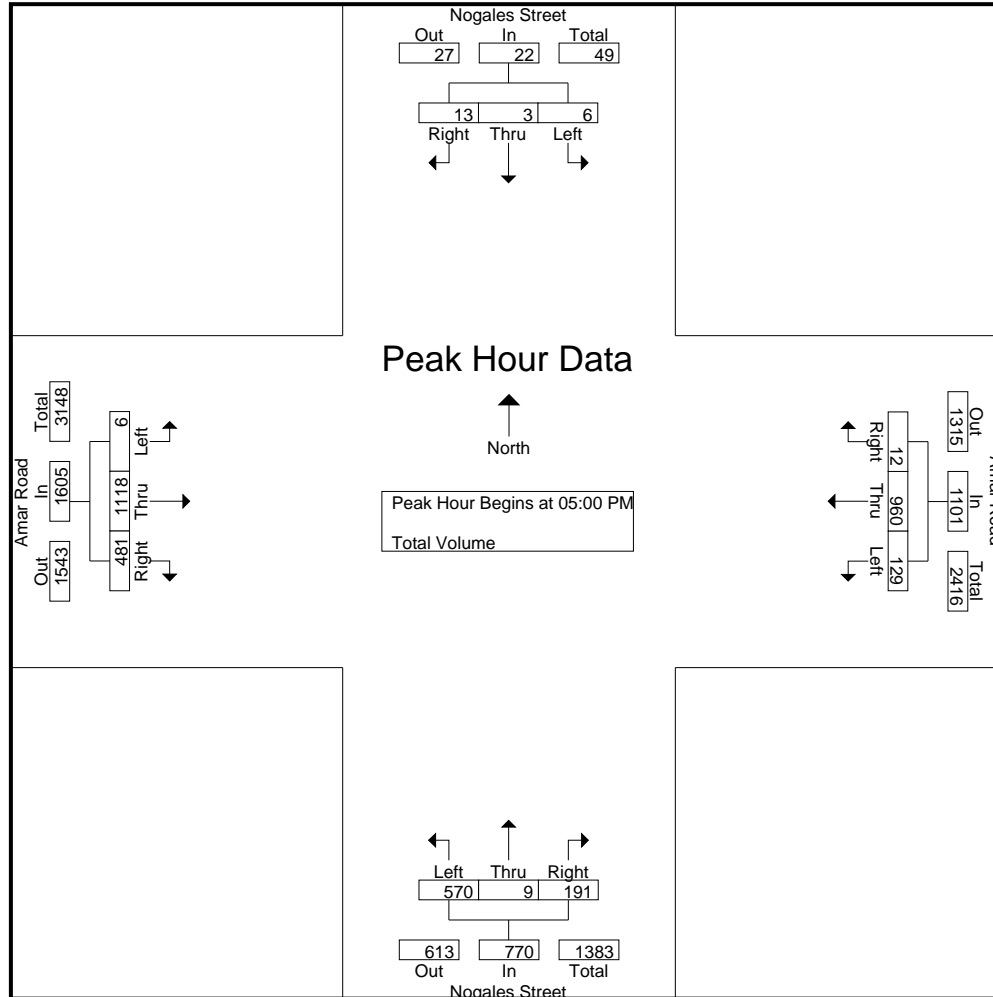 Nogales Street
Out In Total
27 22 49
13 3 6
Right Thru Left
Peak Hour Data
North
Peak Hour Begins at 05:00 PM
Total Volume
Amar Road
Total In Out
3148 1605 1543
6 1118 481
Left Thru Right
Right Thru Left
12 960 129
Out In Total
1315 1101 2416
Amar Road
Left Thru Right
570 9 191
613 770 1383
Out In Total
Nogales Street